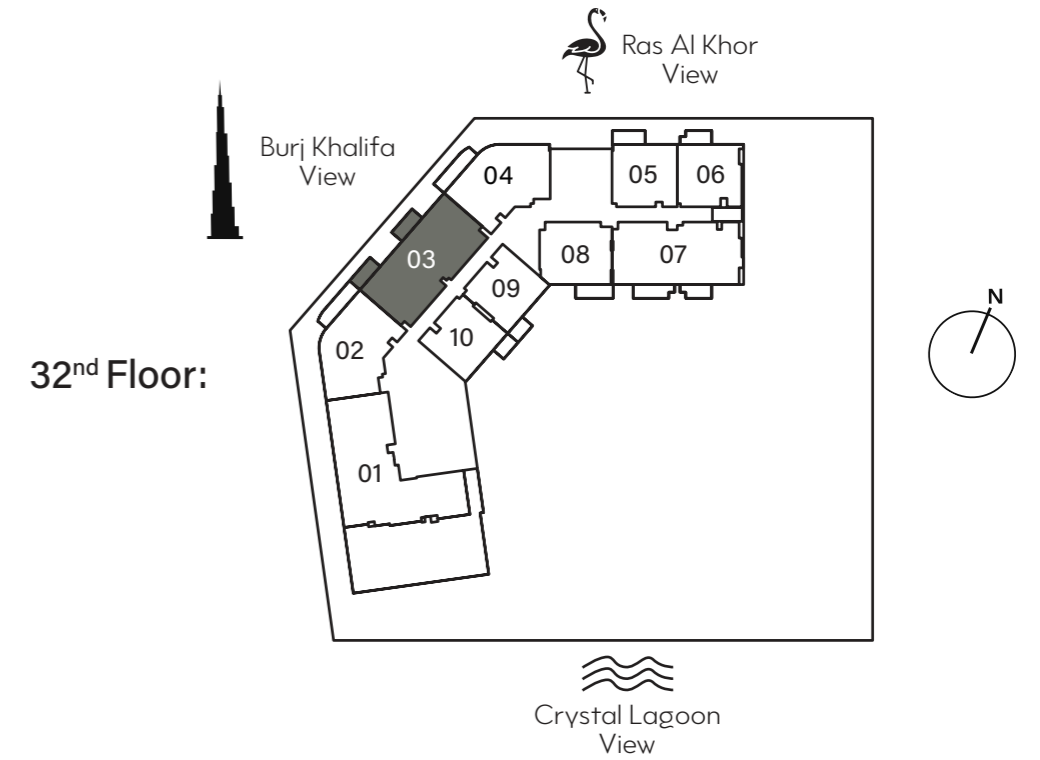 Ras Al Khor
View
Burj Khalifa
View
04
05
06
03
08
07
09
10
02
N
32nd Floor:
01
Crystal Lagoon
View